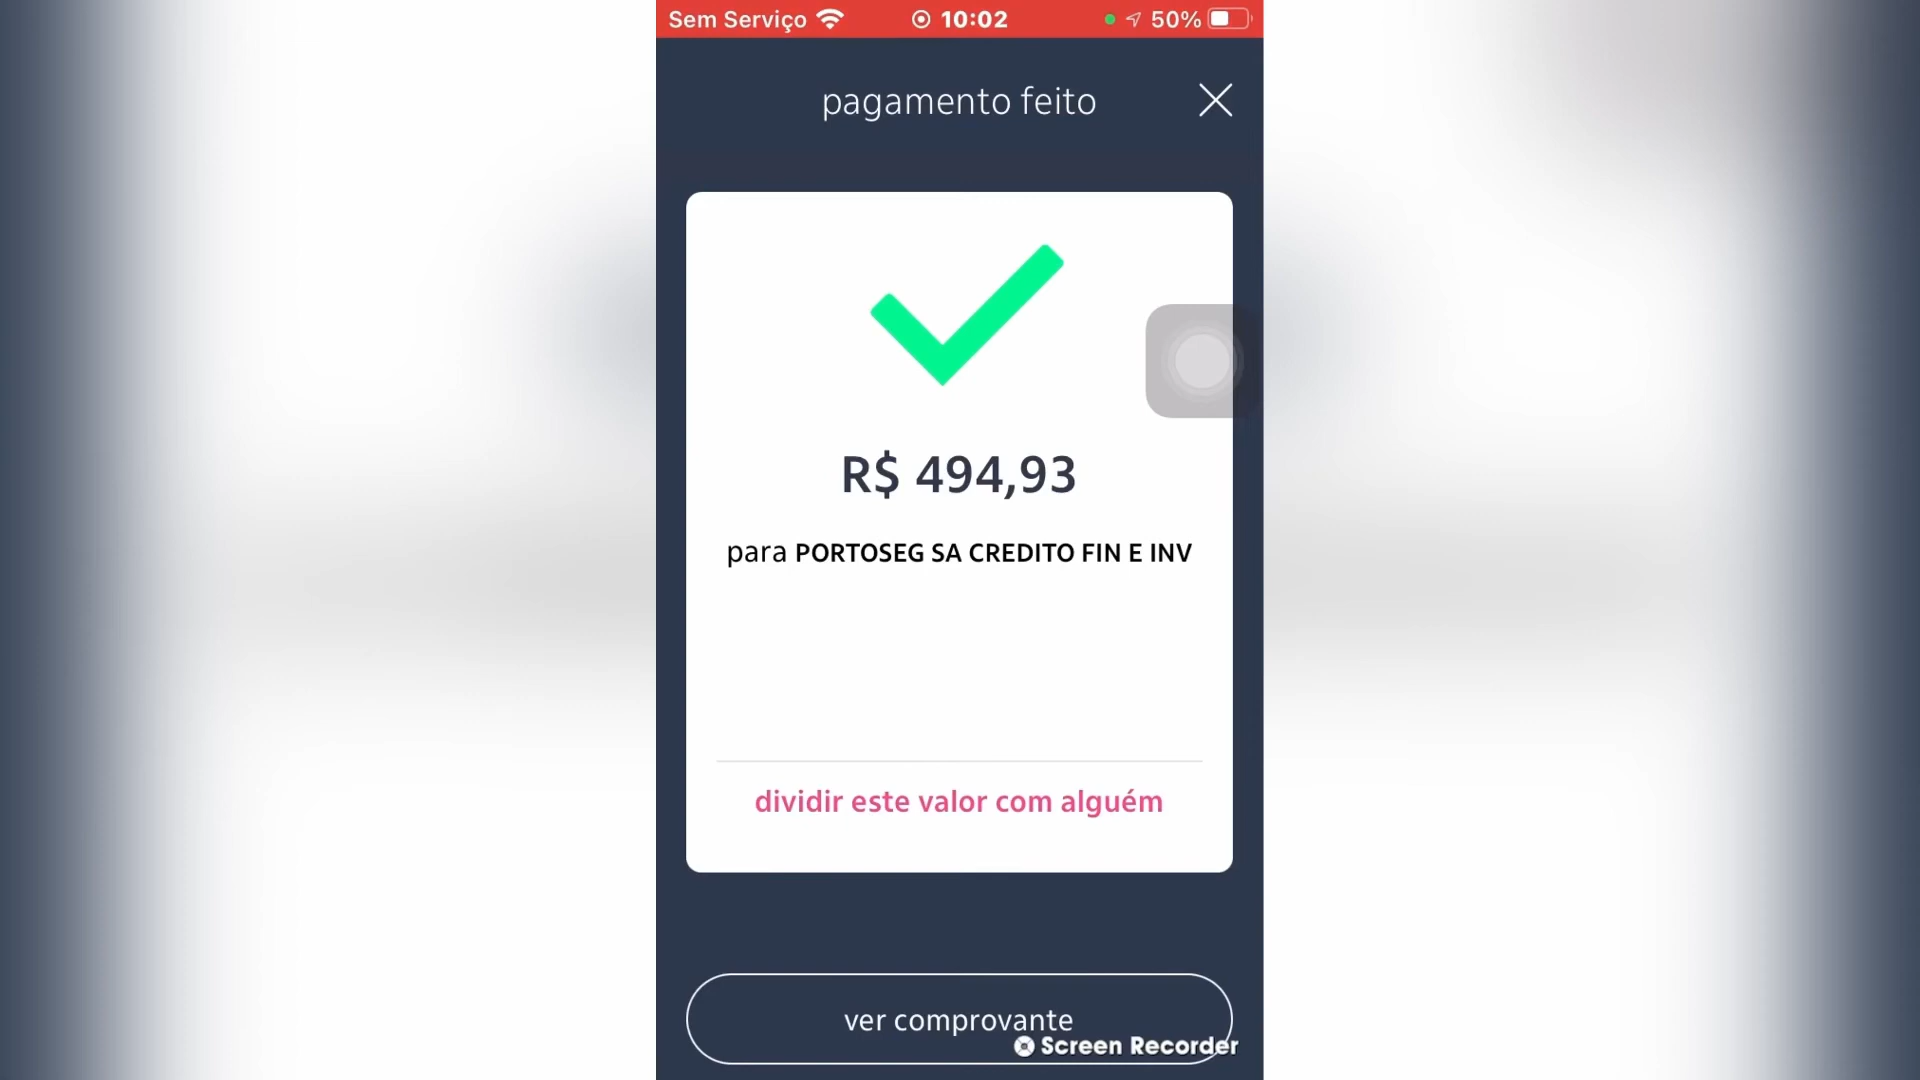 Sem Serviço 10:02 50%
pagamento feito
R$ 494,93
para PORTOSEG SA CREDITO FIN E INV
dividir este valor com alguém
ver comprovante
Screen Recorder